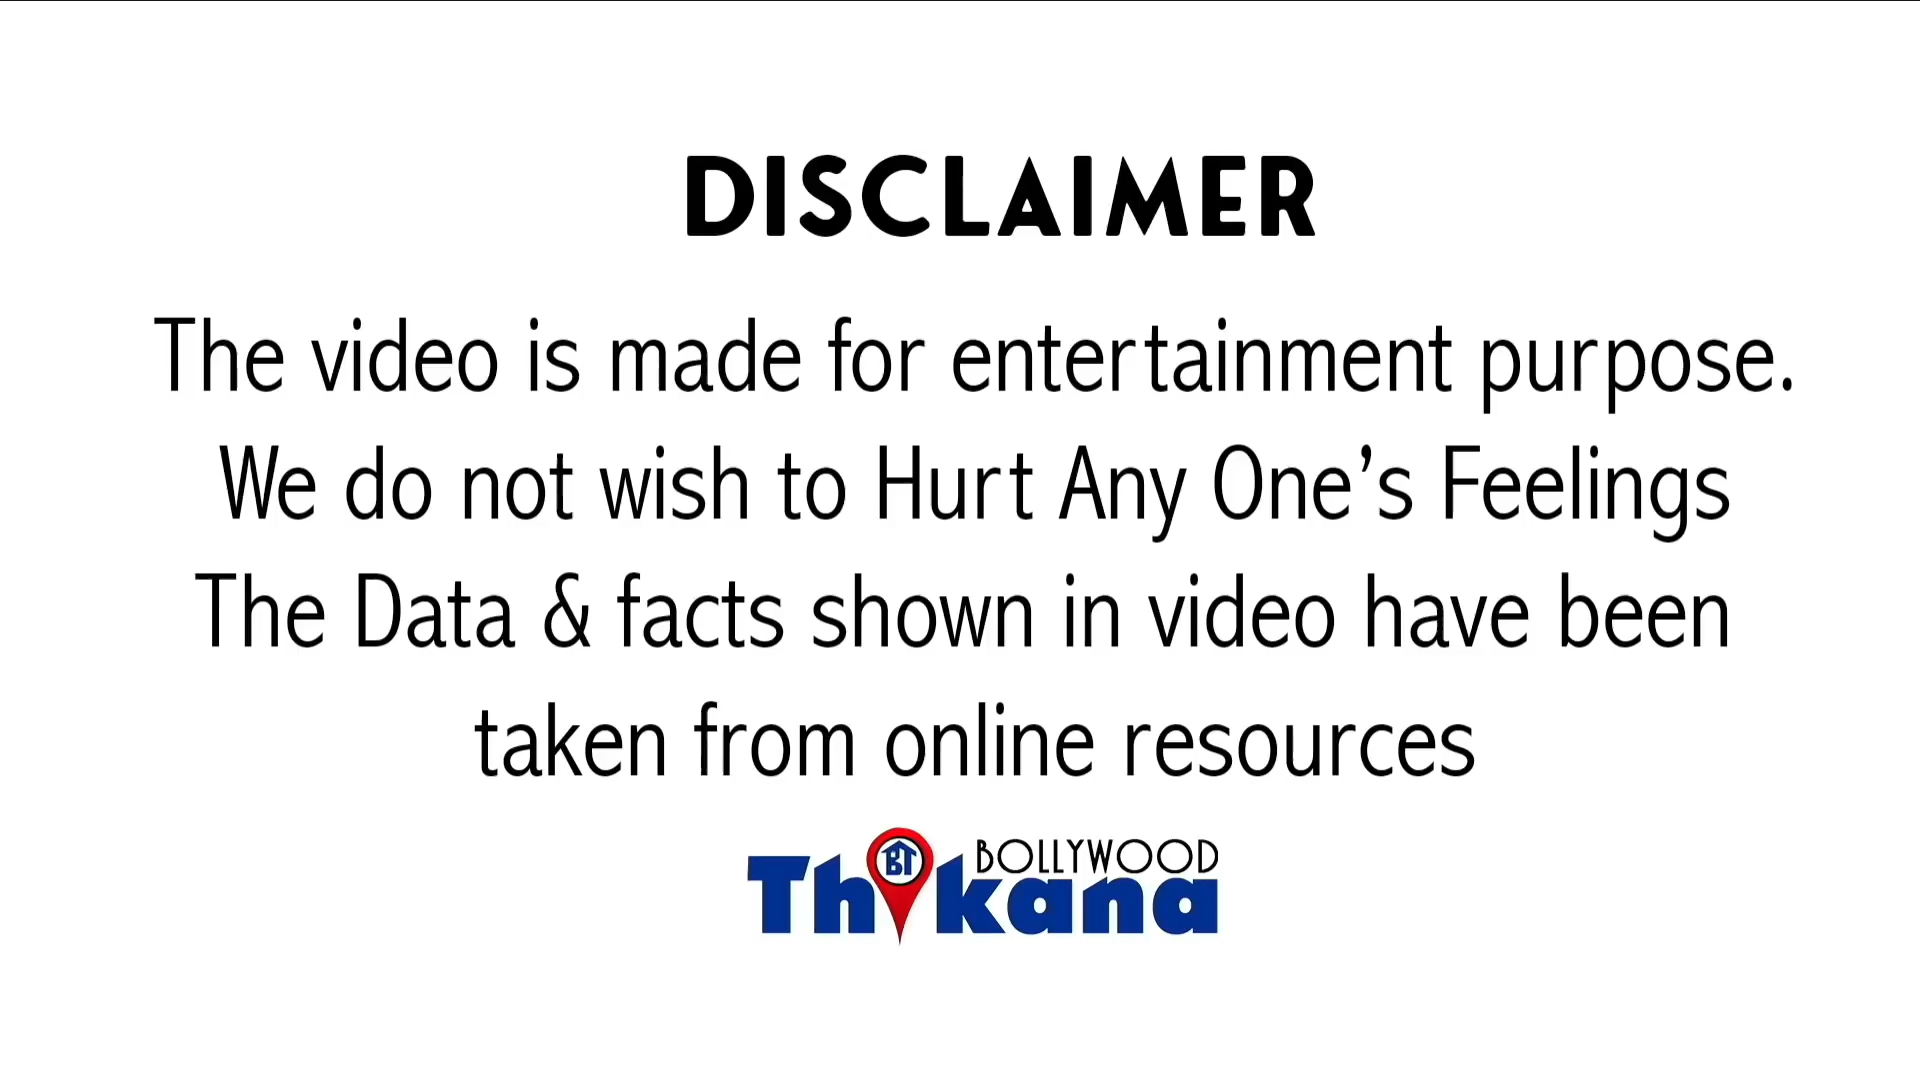 DISCLAIMER
The video is made for entertainment purpose.
We do not wish to Hurt Any One’s Feelings
The Data & facts shown in video have been
taken from online resources
BT
BOLLYWOOD
Thikana